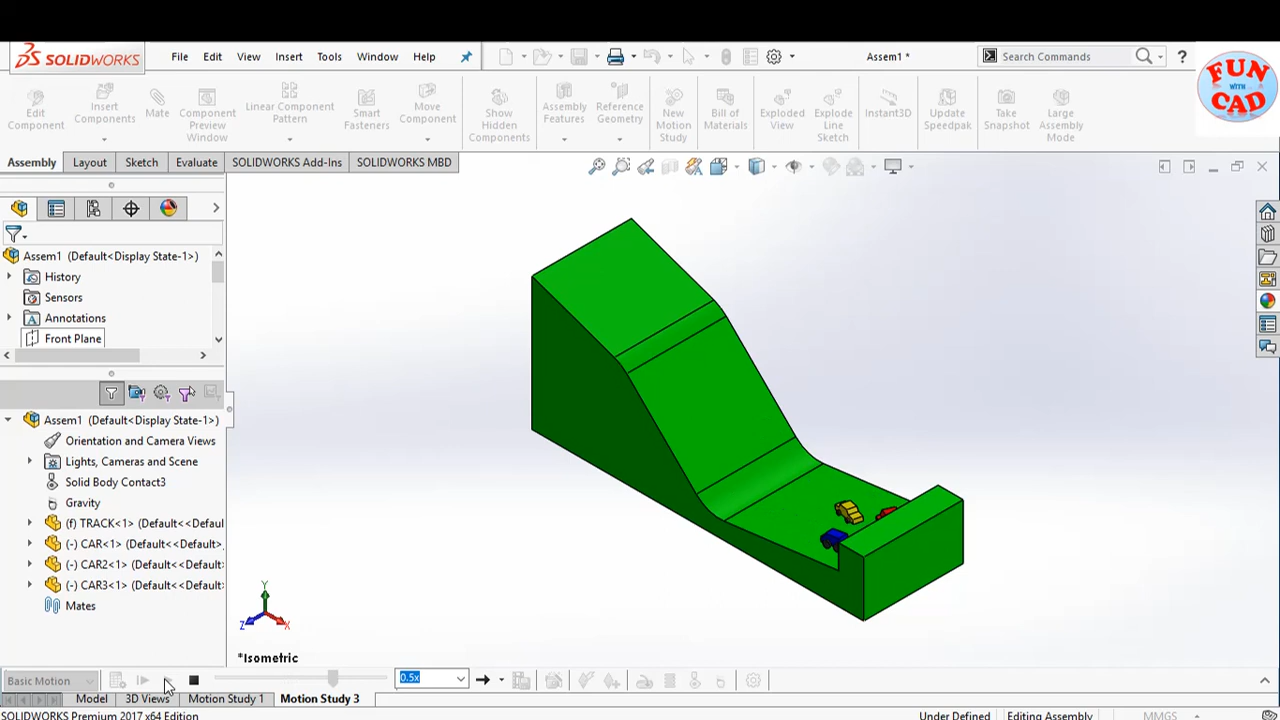 SOLIDWORKS
File Edit View Insert Tools Window Help
Assem1 *
Search Commands
?
FUN
WITH
CAD
Edit
Component
Insert
Components
Mate
Component
Preview
Window
Linear Component
Pattern
Smart
Fasteners
Move
Component
Show
Hidden
Components
Assembly
Features
Reference
Geometry
New
Motion
Study
Bill of
Materials
Exploded
View
Explode
Line
Sketch
Instant3D
Update
Speedpak
Take
Snapshot
Large
Assembly
Mode
Assembly Layout Sketch Evaluate SOLIDWORKS Add-Ins SOLIDWORKS MBD
Assem1 (Default<Display State-1>)
History
Sensors
Annotations
Front Plane
Assem1 (Default<Display State-1>)
Orientation and Camera Views
Lights, Cameras and Scene
Solid Body Contact3
Gravity
(f) TRACK<1> (Default<<Defaul
(-) CAR<1> (Default<<Default>
(-) CAR2<1> (Default<<Default
(-) CAR3<1> (Default<<Default
Mates
Y
Z
X
*Isometric
Basic Motion
0.5x
Model 3D Views Motion Study 1 Motion Study 3
SOLIDWORKS Premium 2017 x64 Edition
Under Defined
Editing Assembly
MMGS